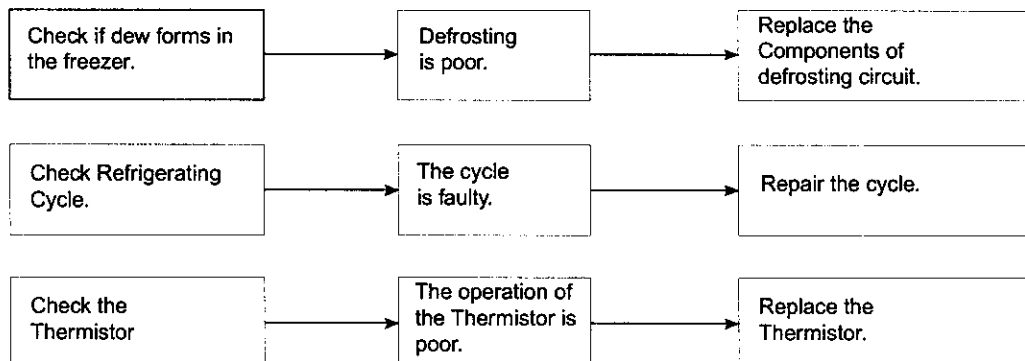 Check if dew forms in
the freezer.
Defrosting
is poor.
Replace the
Components of
defrosting circuit.
Check Refrigerating
Cycle.
The cycle
is faulty.
Repair the cycle.
Check the
Thermistor
The operation of
the Thermistor is
poor.
Replace the
Thermistor.